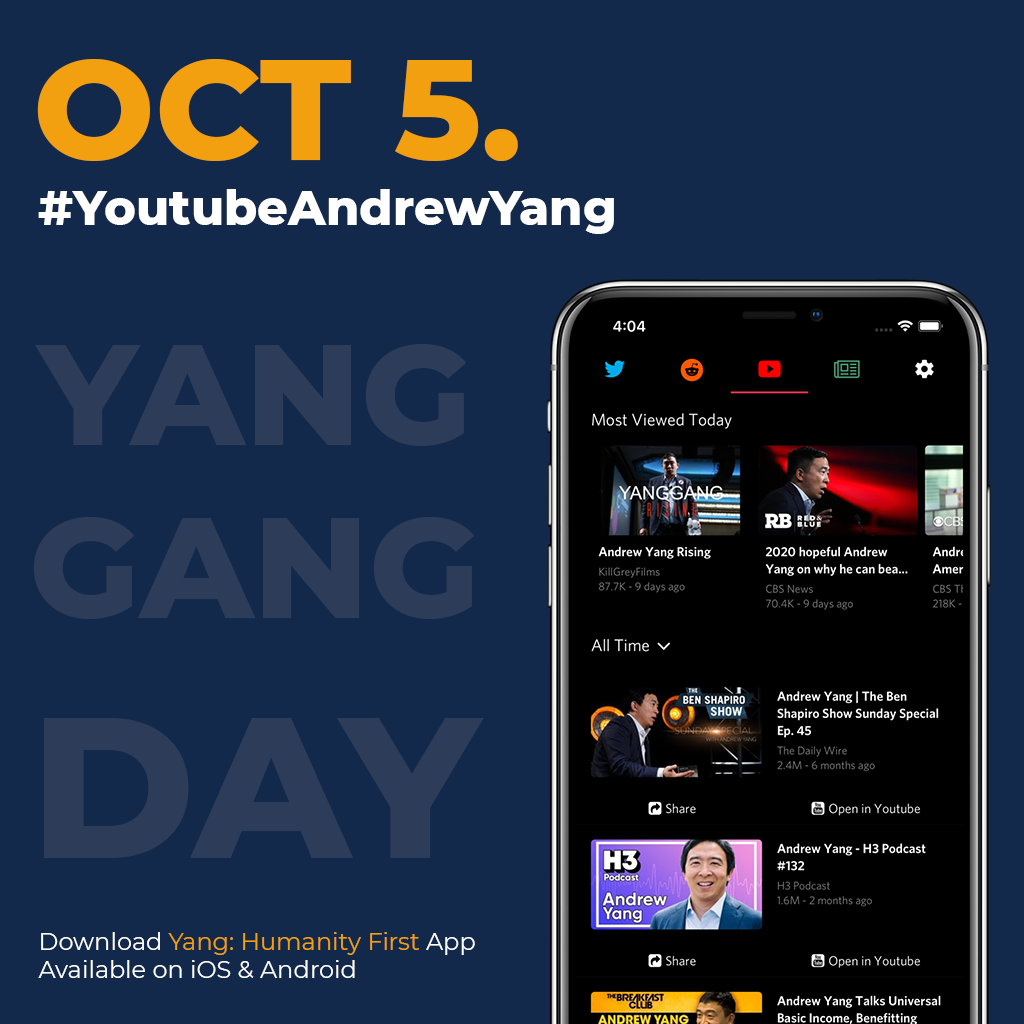 OCT 5.
#YoutubeAndrewYang
YANG
GANG
DAY
Download Yang: Humanity First App
Available on iOS & Android
4:04
Most Viewed Today
YANGGANG
RISING
Andrew Yang Rising
KillGreyFilms
87.7K - 9 days ago
RB RED&
BLUE
2020 hopeful Andrew
Yang on why he can bea...
CBS News
70.4K - 9 days ago
CBS
Andre
Amer
CBS Th
218K -
All Time
THE
BEN SHAPIRO
SHOW
SUNDAY SPECIAL
WITH ANDREW YANG
Andrew Yang | The Ben
Shapiro Show Sunday Special
Ep. 45
The Daily Wire
2.4M - 6 months ago
Share
Open in Youtube
H3
Podcast
Andrew
Yang
Andrew Yang - H3 Podcast
#132
H3 Podcast
1.6M - 2 months ago
Share
Open in Youtube
THE BREAKFAST
CLUB
ANDREW YANG
Andrew Yang Talks Universal
Basic Income, Benefitting